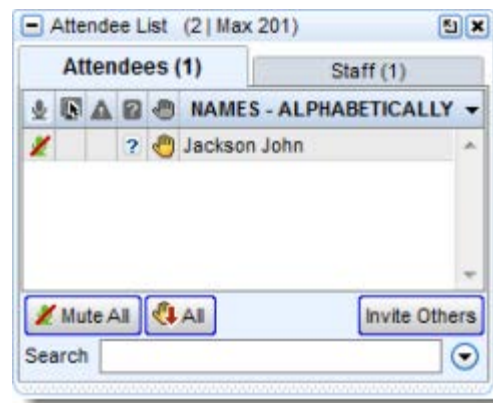 Attendee List (2 | Max 201)
Attendees (1) Staff (1)
? NAMES - ALPHABETICALLY
? Jackson John
Mute All All Invite Others
Search